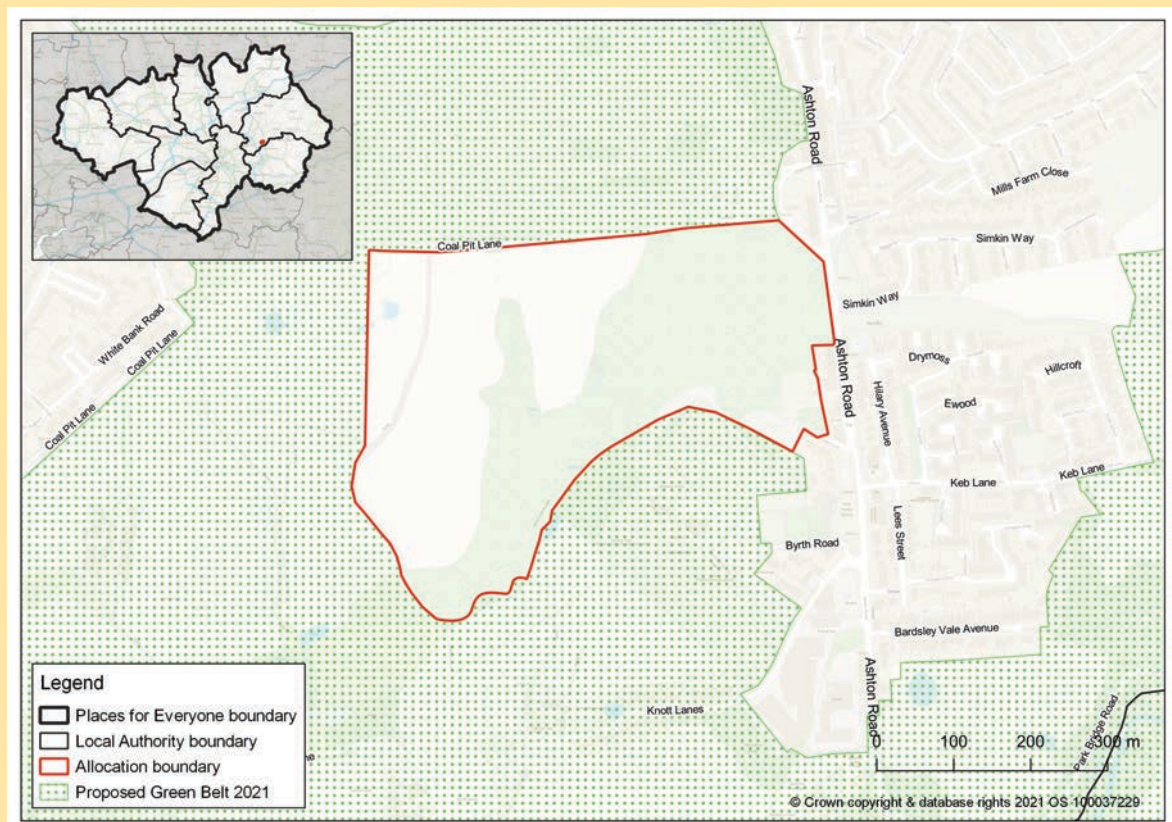 Ashton Road
Mills Farm Close
Simkin Way
Coal Pit Lane
Simkin Way
White Bank Road
Coal Pit Lane
Coal Pit Lane
Ashton Road
Drymoss
Hillcroft
Ewood
Hilary Avenue
Keb Lane
Keb Lane
Lees Street
Byrth Road
Bardsley Vale Avenue
Ashton Road
Knott Lanes
Park Bridge Road
Legend
Places for Everyone boundary
Local Authority boundary
Allocation boundary
Proposed Green Belt 2021
0 100 200 300 m
© Crown copyright & database rights 2021 OS 100037229